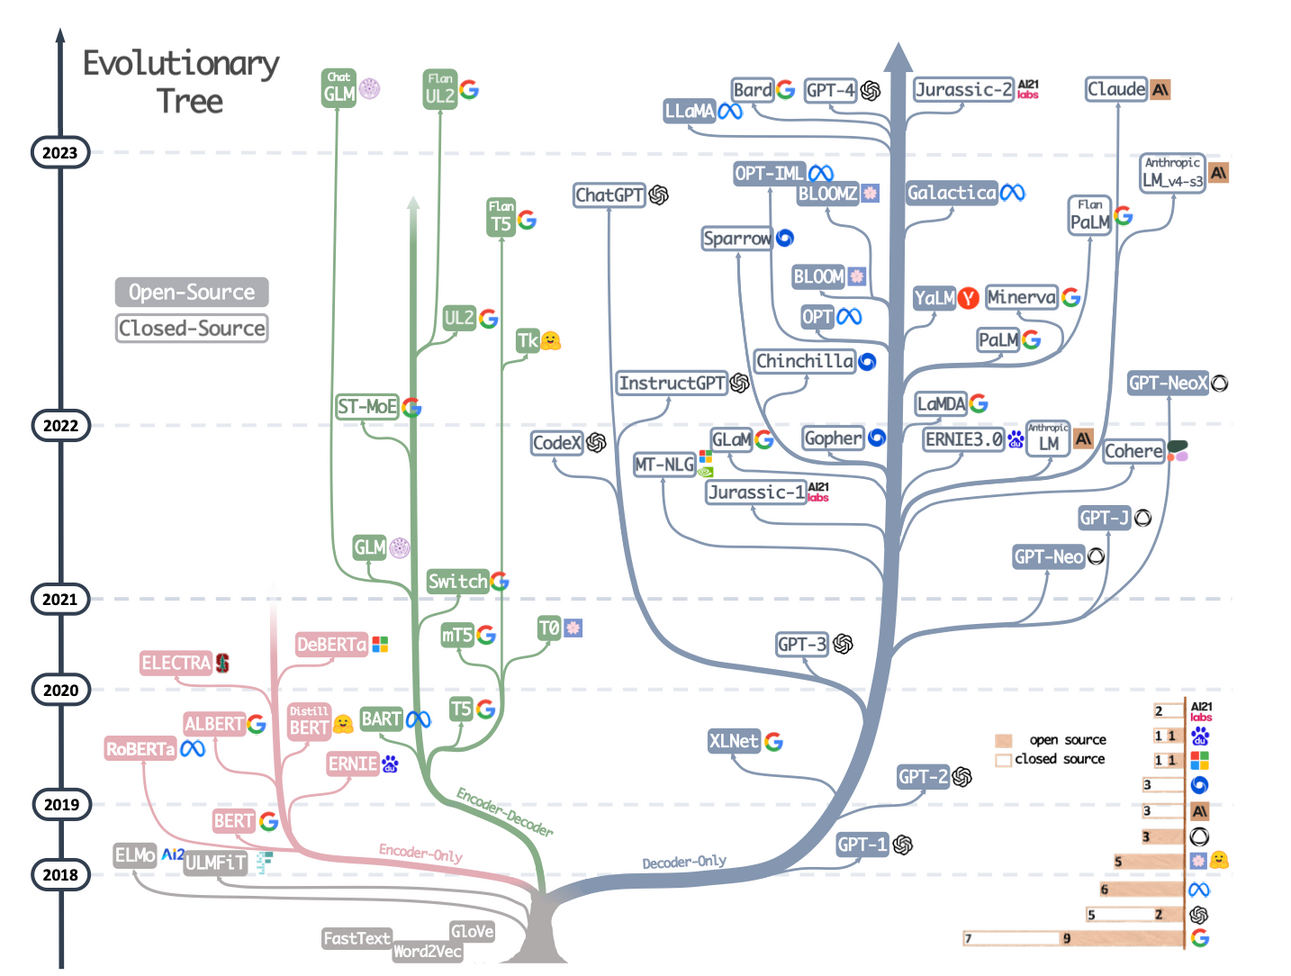 Evolutionary
Tree
2023
2022
2021
2020
2019
2018
Open-Source
Closed-Source
Chat
GLM
Flan
UL2
Flan
T5
UL2
Tk
ST-MoE
GLM
Switch
mT5
T0
T5
BART
DeBERTa
ELECTRA
ALBERT
Distill
BERT
RoBERTa
ERNIE
BERT
ELMo
Ai2
ULMFiT
FastText
Word2Vec
GloVe
Encoder-Only
Encoder-Decoder
Decoder-Only
LLaMA
Bard
GPT-4
Jurassic-2
AI21
labs
Claude
A\
OPT-IML
BLOOMZ
Galactica
Anthropic
LM_v4-s3
A\
ChatGPT
Sparrow
Flan
PaLM
BLOOM
YaLM
Y
Minerva
OPT
PaLM
Chinchilla
InstructGPT
GPT-NeoX
LaMDA
CodeX
GLaM
Gopher
ERNIE3.0
du
Anthropic
LM
A\
Cohere
MT-NLG
Jurassic-1
AI21
labs
GPT-J
GPT-Neo
GPT-3
XLNet
GPT-2
GPT-1
open source
closed source
2
AI21
labs
1 1
du
1 1
3
3
A\
3
5
6
5 2
7 9